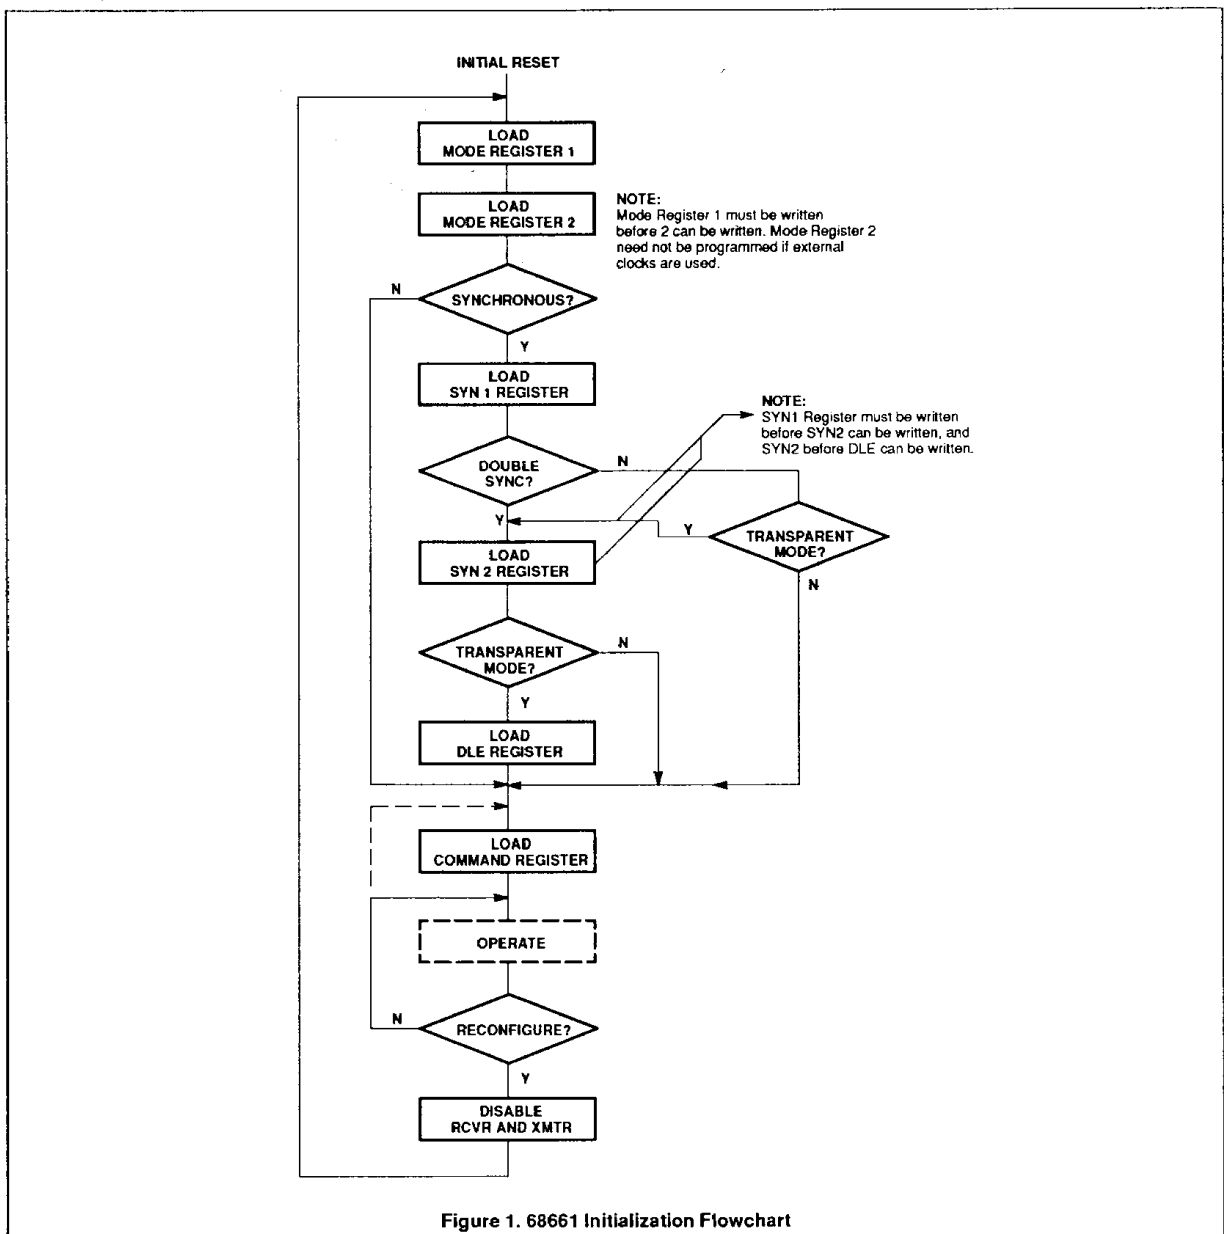 INITIAL RESET
LOAD
MODE REGISTER 1
LOAD
MODE REGISTER 2
NOTE:
Mode Register 1 must be written
before 2 can be written. Mode Register 2
need not be programmed if external
clocks are used.
N
SYNCHRONOUS?
Y
LOAD
SYN 1 REGISTER
NOTE:
SYN1 Register must be written
before SYN2 can be written, and
SYN2 before DLE can be written.
DOUBLE
SYNC?
N
Y
Y
TRANSPARENT
MODE?
N
LOAD
SYN 2 REGISTER
TRANSPARENT
MODE?
N
Y
LOAD
DLE REGISTER
LOAD
COMMAND REGISTER
OPERATE
N
RECONFIGURE?
Y
DISABLE
RCVR AND XMTR
Figure 1. 68661 Initialization Flowchart